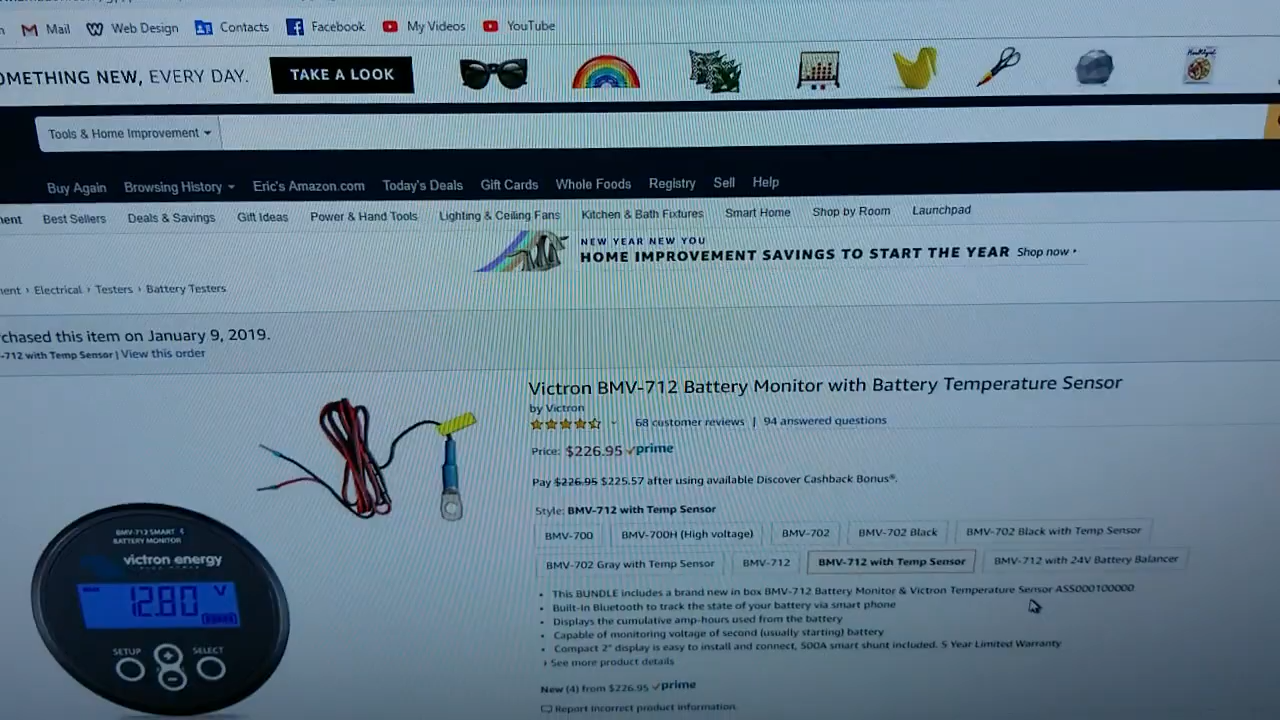 Mail Web Design Contacts Facebook My Videos YouTube
OMETHING NEW, EVERY DAY. TAKE A LOOK
Tools & Home Improvement
Buy Again Browsing History Eric's Amazon.com Today's Deals Gift Cards Whole Foods Registry Sell Help
ent Best Sellers Deals & Savings Gift Ideas Power & Hand Tools Lighting & Ceiling Fans Kitchen & Bath Fixtures Smart Home Shop by Room Launchpad
NEW YEAR NEW YOU
HOME IMPROVEMENT SAVINGS TO START THE YEAR Shop now ›
ent › Electrical › Testers › Battery Testers
chased this item on January 9, 2019.
-712 with Temp Sensor | View this order
Victron BMV-712 Battery Monitor with Battery Temperature Sensor
by Victron
68 customer reviews | 94 answered questions
Price: $226.95 prime
Pay $226.95 $225.57 after using available Discover Cashback Bonus®.
Style: BMV-712 with Temp Sensor
BMV-700 BMV-700H (High voltage) BMV-702 BMV-702 Black BMV-702 Black with Temp Sensor
BMV-702 Gray with Temp Sensor BMV-712 BMV-712 with Temp Sensor BMV-712 with 24V Battery Balancer
• This BUNDLE includes a brand new in box BMV-712 Battery Monitor & Victron Temperature Sensor ASS000100000
• Built-In Bluetooth to track the state of your battery via smart phone
• Displays the cumulative amp-hours used from the battery
• Capable of monitoring voltage of second (usually starting) battery
• Compact 2" display is easy to install and connect, 500A smart shunt included. 5 Year Limited Warranty
› See more product details
New (4) from $226.95 prime
Report incorrect product information.
BMV-712 SMART
BATTERY MONITOR
victron energy
12.80 V
SETUP + SELECT
−